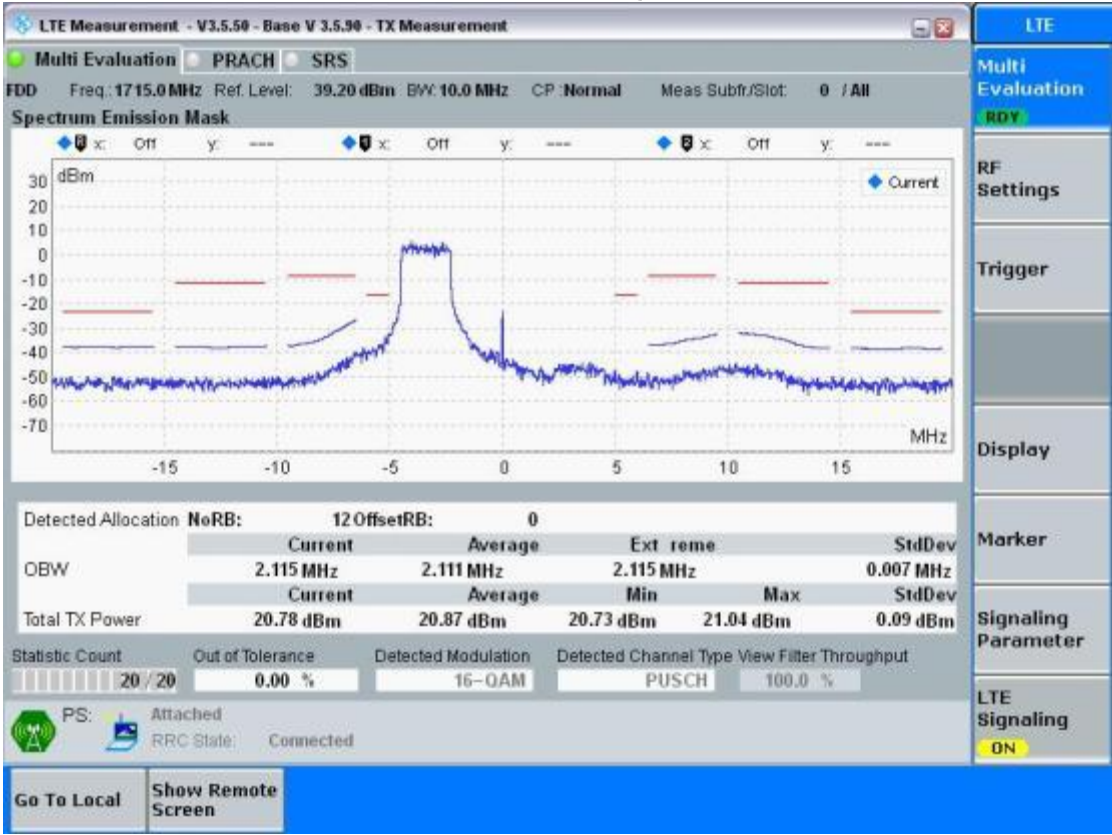 LTE Measurement - V3.5.50 - Base V 3.5.90 - TX Measurement
LTE
Multi Evaluation PRACH SRS
FDD Freq.: 1715.0 MHz Ref. Level: 39.20 dBm BW: 10.0 MHz CP :Normal Meas Subfr./Slot: 0 / All
Spectrum Emission Mask
x: Off y: --- x: Off y: --- x: Off y: ---
dBm
Current
30
20
10
0
-10
-20
-30
-40
-50
-60
-70
MHz
-15 -10 -5 0 5 10 15
Detected Allocation NoRB: 12 OffsetRB: 0
Current Average Ext reme StdDev
OBW 2.115 MHz 2.111 MHz 2.115 MHz 0.007 MHz
Current Average Min Max StdDev
Total TX Power 20.78 dBm 20.87 dBm 20.73 dBm 21.04 dBm 0.09 dBm
Statistic Count Out of Tolerance Detected Modulation Detected Channel Type View Filter Throughput
20 / 20 0.00 % 16-QAM PUSCH 100.0 %
PS: Attached
RRC State: Connected
Multi
Evaluation
RDY
RF
Settings
Trigger
Display
Marker
Signaling
Parameter
LTE
Signaling
ON
Go To Local
Show Remote
Screen